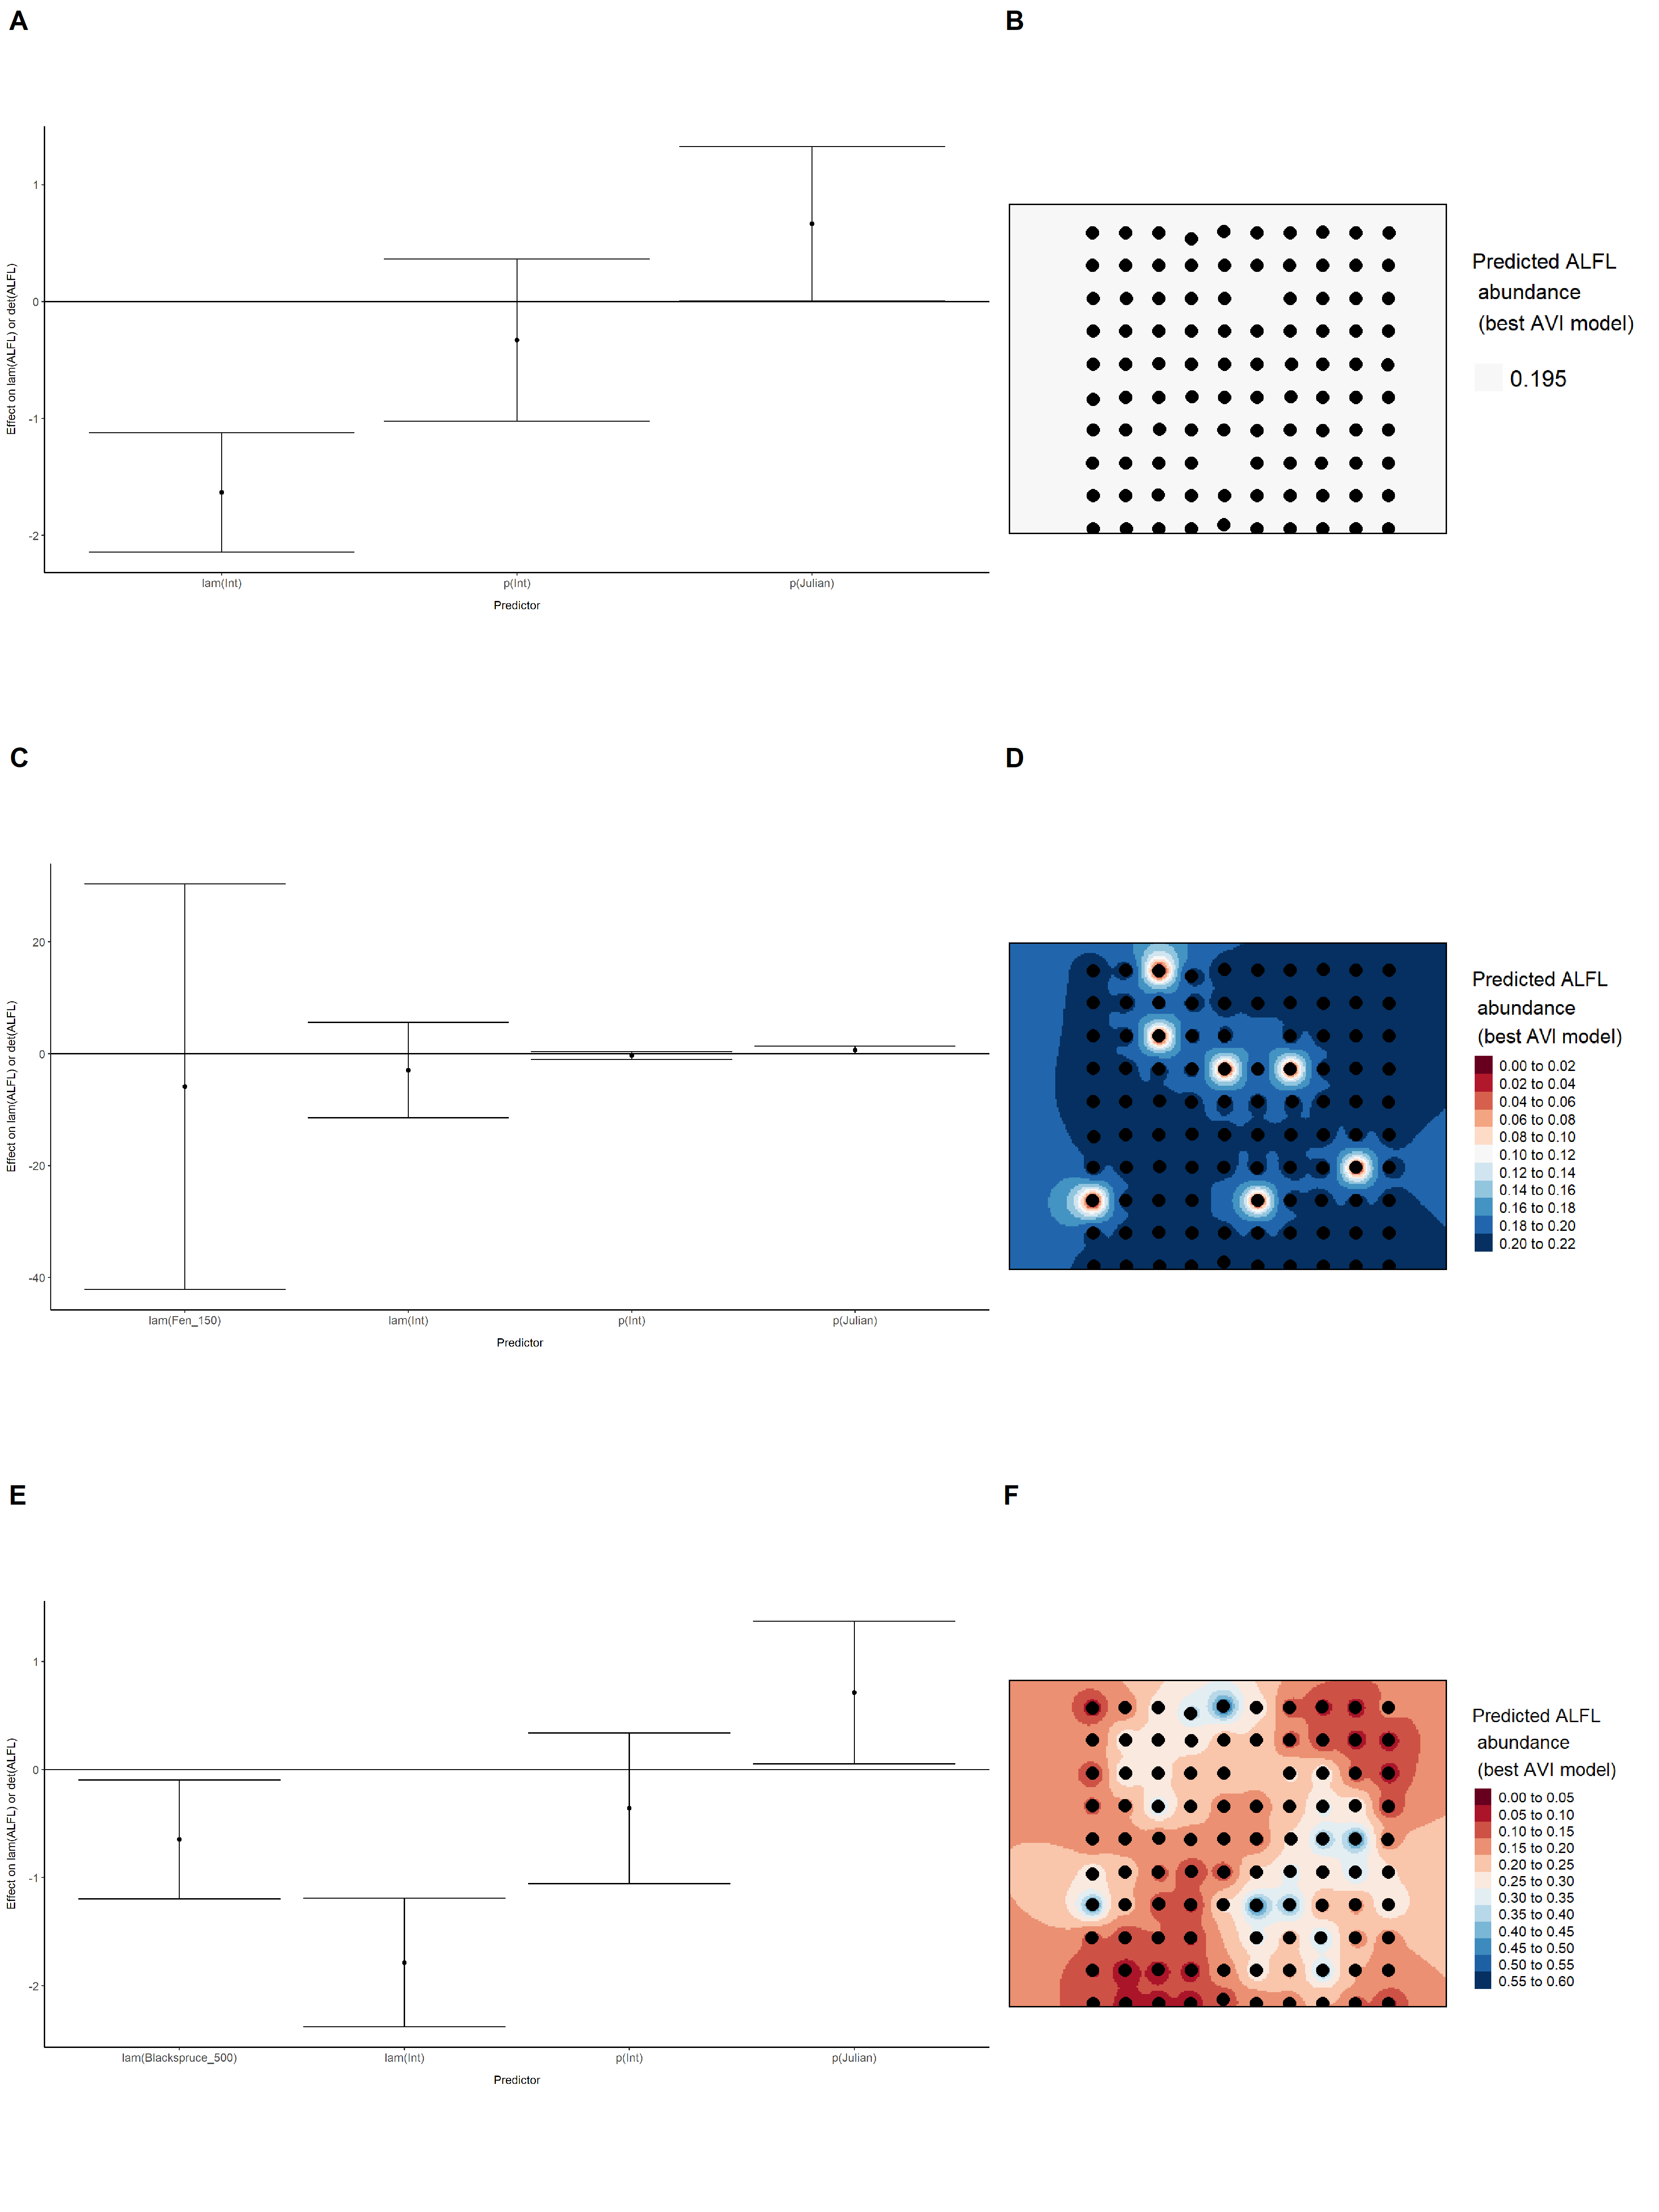 A
B
Effect on lam(ALFL) or det(ALFL)
1
0
-1
-2
lam(Int)
p(Int)
p(Julian)
Predictor
Predicted ALFL
abundance
(best AVI model)
0.195
C
D
Effect on lam(ALFL) or det(ALFL)
20
0
-20
-40
lam(Fen_150)
lam(Int)
p(Int)
p(Julian)
Predictor
Predicted ALFL
abundance
(best AVI model)
0.00 to 0.02
0.02 to 0.04
0.04 to 0.06
0.06 to 0.08
0.08 to 0.10
0.10 to 0.12
0.12 to 0.14
0.14 to 0.16
0.16 to 0.18
0.18 to 0.20
0.20 to 0.22
E
F
Effect on lam(ALFL) or det(ALFL)
1
0
-1
-2
lam(Blackspruce_500)
lam(Int)
p(Int)
p(Julian)
Predictor
Predicted ALFL
abundance
(best AVI model)
0.00 to 0.05
0.05 to 0.10
0.10 to 0.15
0.15 to 0.20
0.20 to 0.25
0.25 to 0.30
0.30 to 0.35
0.35 to 0.40
0.40 to 0.45
0.45 to 0.50
0.50 to 0.55
0.55 to 0.60